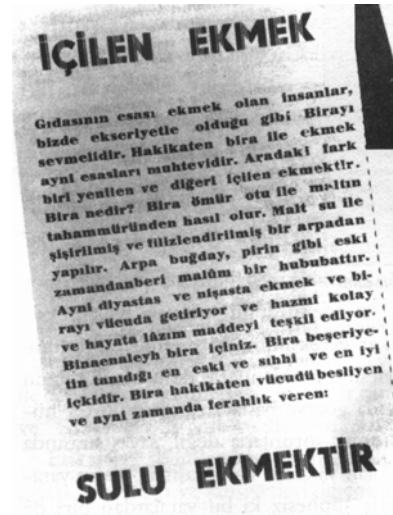 İÇİLEN EKMEK
Gıdasının esası ekmek olan insanlar,
bizde ekseriyetle olduğu gibi Birayı
sevmelidir. Hakikaten bira ile ekmek
ayni esasları muhtevidir. Aradaki fark
biri yenilen ve diğeri içilen ekmektir.
Bira nedir? Bira ömür otu ile maltın
tahammüründen hasıl olur. Malt su ile
şişirilmiş ve filizlendirilmiş bir arpadan
yapılır. Arpa buğday, pirin gibi eski
zamandanberi malûm bir hububattır.
Ayni diyastas ve nişasta ekmek ve bi-
rayı vücuda getiriyor ve hazmi kolay
ve hayata lâzım maddeyi teşkil ediyor.
Binaenaleyh bira içiniz. Bira beşeriye-
tin tanıdığı en eski ve sıhhi ve en iyi
içkidir. Bira hakikaten vücudü besliyen
ve ayni zamanda ferahlık veren:
SULU EKMEKTİR